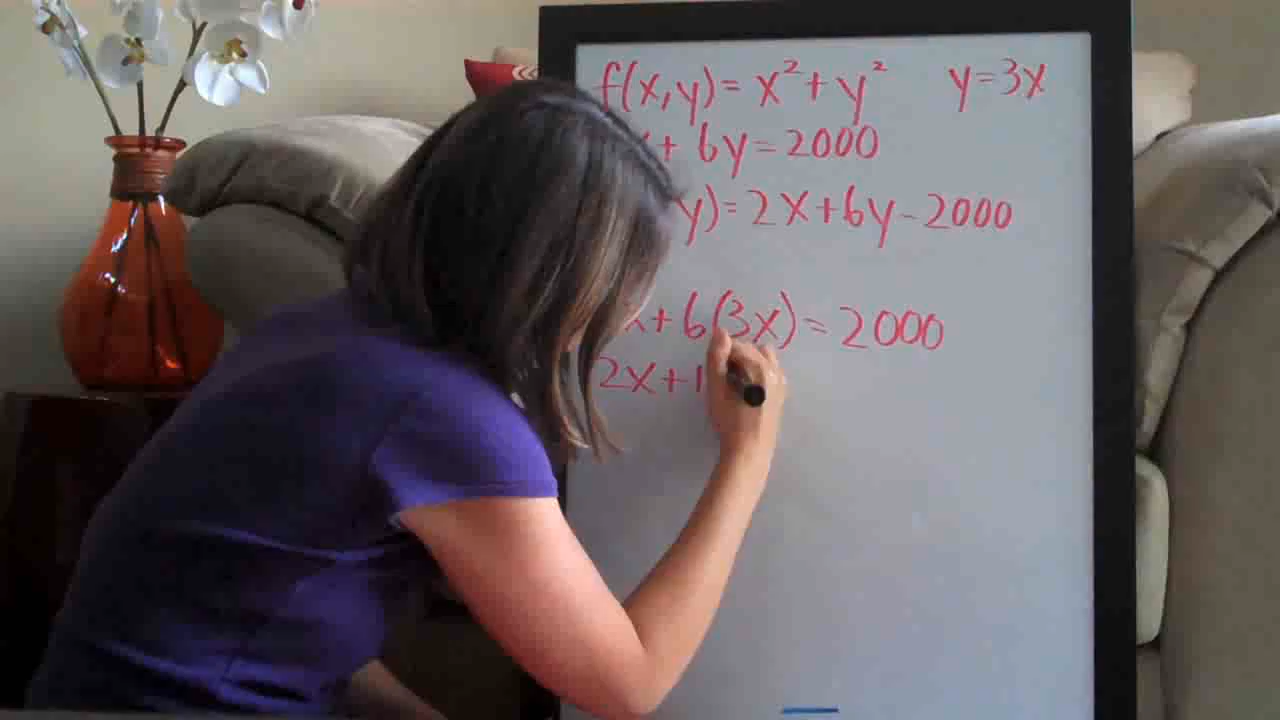 f(x,y)=x²+y² y=3x
+6y=2000
y)=2x+6y-2000
x+6(3x)=2000
2x+1